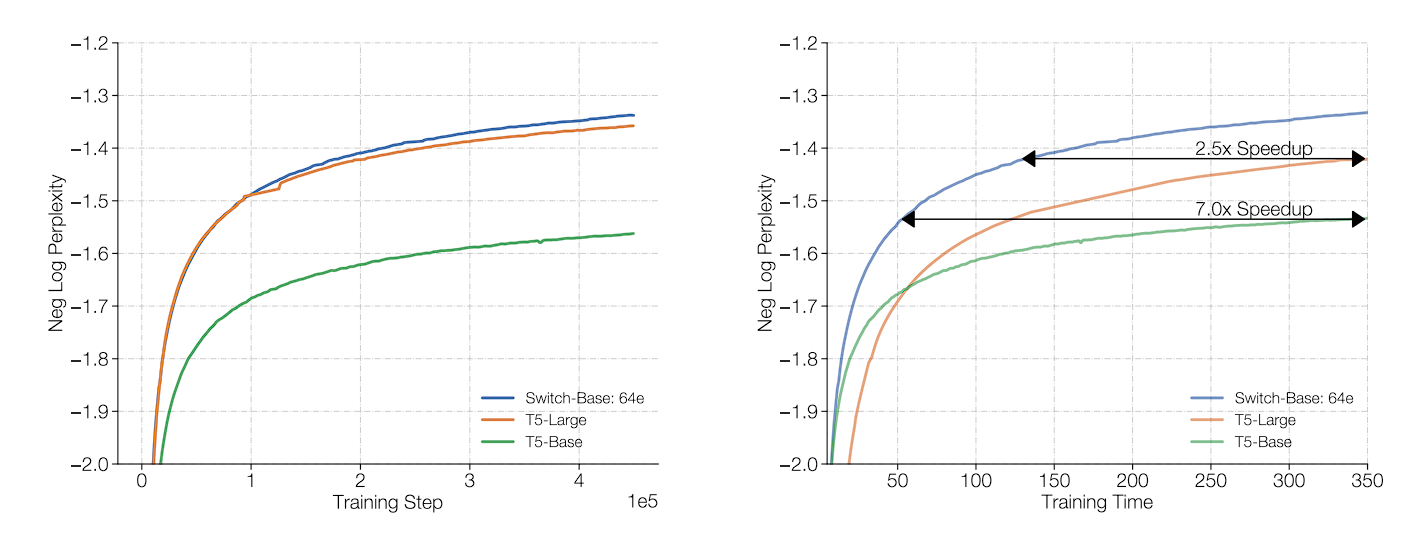 −1.2
−1.3
−1.4
−1.5
−1.6
−1.7
−1.8
−1.9
−2.0
Neg Log Perplexity
0
1
2
3
4
1e5
Training Step
Switch-Base: 64e
T5-Large
T5-Base
−1.2
−1.3
−1.4
−1.5
−1.6
−1.7
−1.8
−1.9
−2.0
Neg Log Perplexity
2.5x Speedup
7.0x Speedup
Switch-Base: 64e
T5-Large
T5-Base
50
100
150
200
250
300
350
Training Time